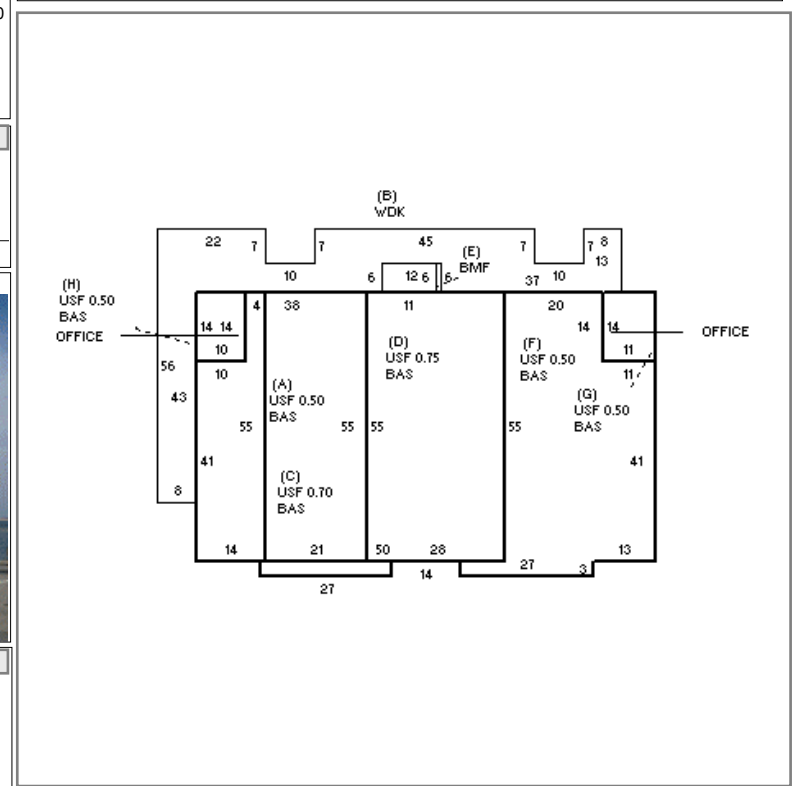 (B)
WDK
22 7 7 45 7 7 8
13
(E)
BMF
10 6 12 6 6 37 10
(H)
USF 0.50
BAS
OFFICE
4 38 11 20
14 14 14 14
OFFICE
10 11
(D)
USF 0.75
BAS
(F)
USF 0.50
BAS
56 10 11
43
(A)
USF 0.50
BAS
(G)
USF 0.50
BAS
55 55 55 55
41 41
(C)
USF 0.70
BAS
8
14 21 50 28 13
27 3
14
27